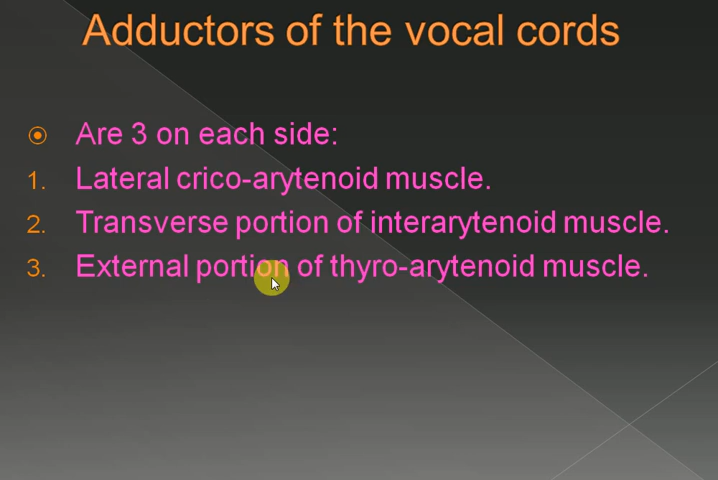 Adductors of the vocal cords
Are 3 on each side:
1. Lateral crico-arytenoid muscle.
2. Transverse portion of interarytenoid muscle.
3. External portion of thyro-arytenoid muscle.